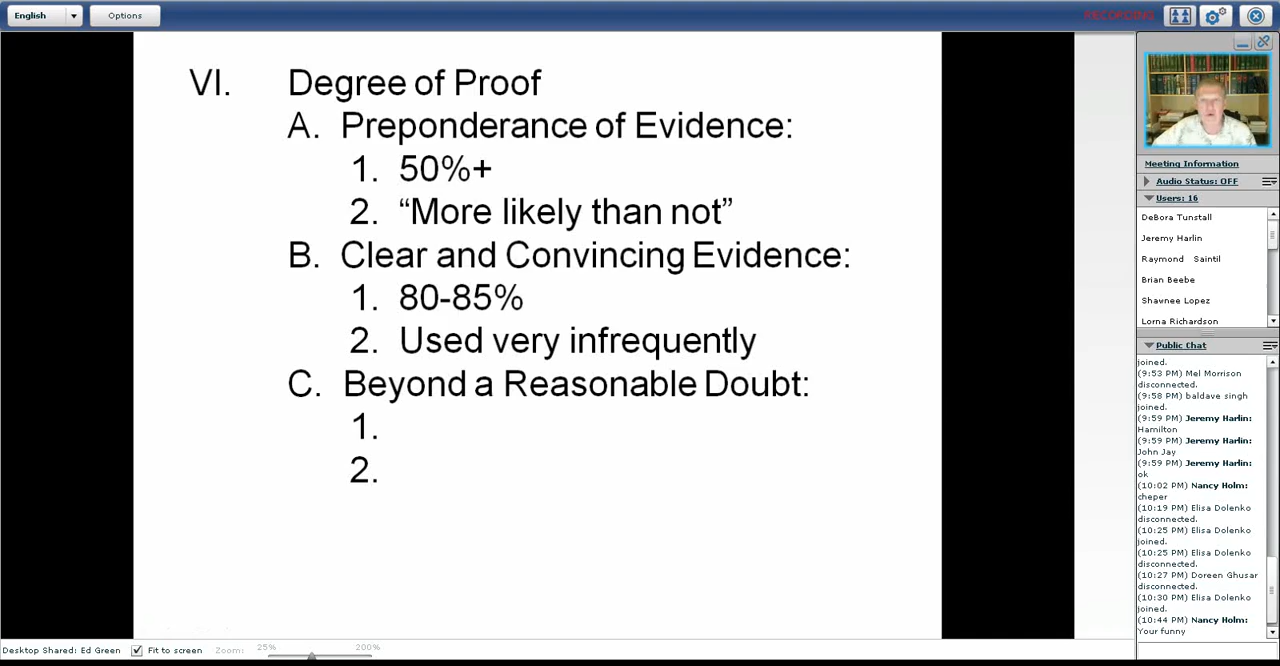 English
Options
RECORDING
VI. Degree of Proof
A. Preponderance of Evidence:
1. 50%+
2. “More likely than not”
B. Clear and Convincing Evidence:
1. 80-85%
2. Used very infrequently
C. Beyond a Reasonable Doubt:
1.
2.
Meeting Information
Audio Status: OFF
Users: 16
DeBora Tunstall
Jeremy Harlin
Raymond Saintil
Brian Beebe
Shavnee Lopez
Lorna Richardson
Public Chat
joined.
(9:53 PM) Mel Morrison
disconnected.
(9:58 PM) baldave singh
joined.
(9:59 PM) Jeremy Harlin:
Hamilton
(9:59 PM) Jeremy Harlin:
John Jay
(9:59 PM) Jeremy Harlin:
ok
(10:02 PM) Nancy Holm:
cheper
(10:19 PM) Elisa Dolenko
disconnected.
(10:25 PM) Elisa Dolenko
joined.
(10:25 PM) Elisa Dolenko
disconnected.
(10:27 PM) Doreen Ghusar
disconnected.
(10:30 PM) Elisa Dolenko
joined.
(10:44 PM) Nancy Holm:
Your funny
Desktop Shared: Ed Green
Fit to screen
Zoom:
25%
200%